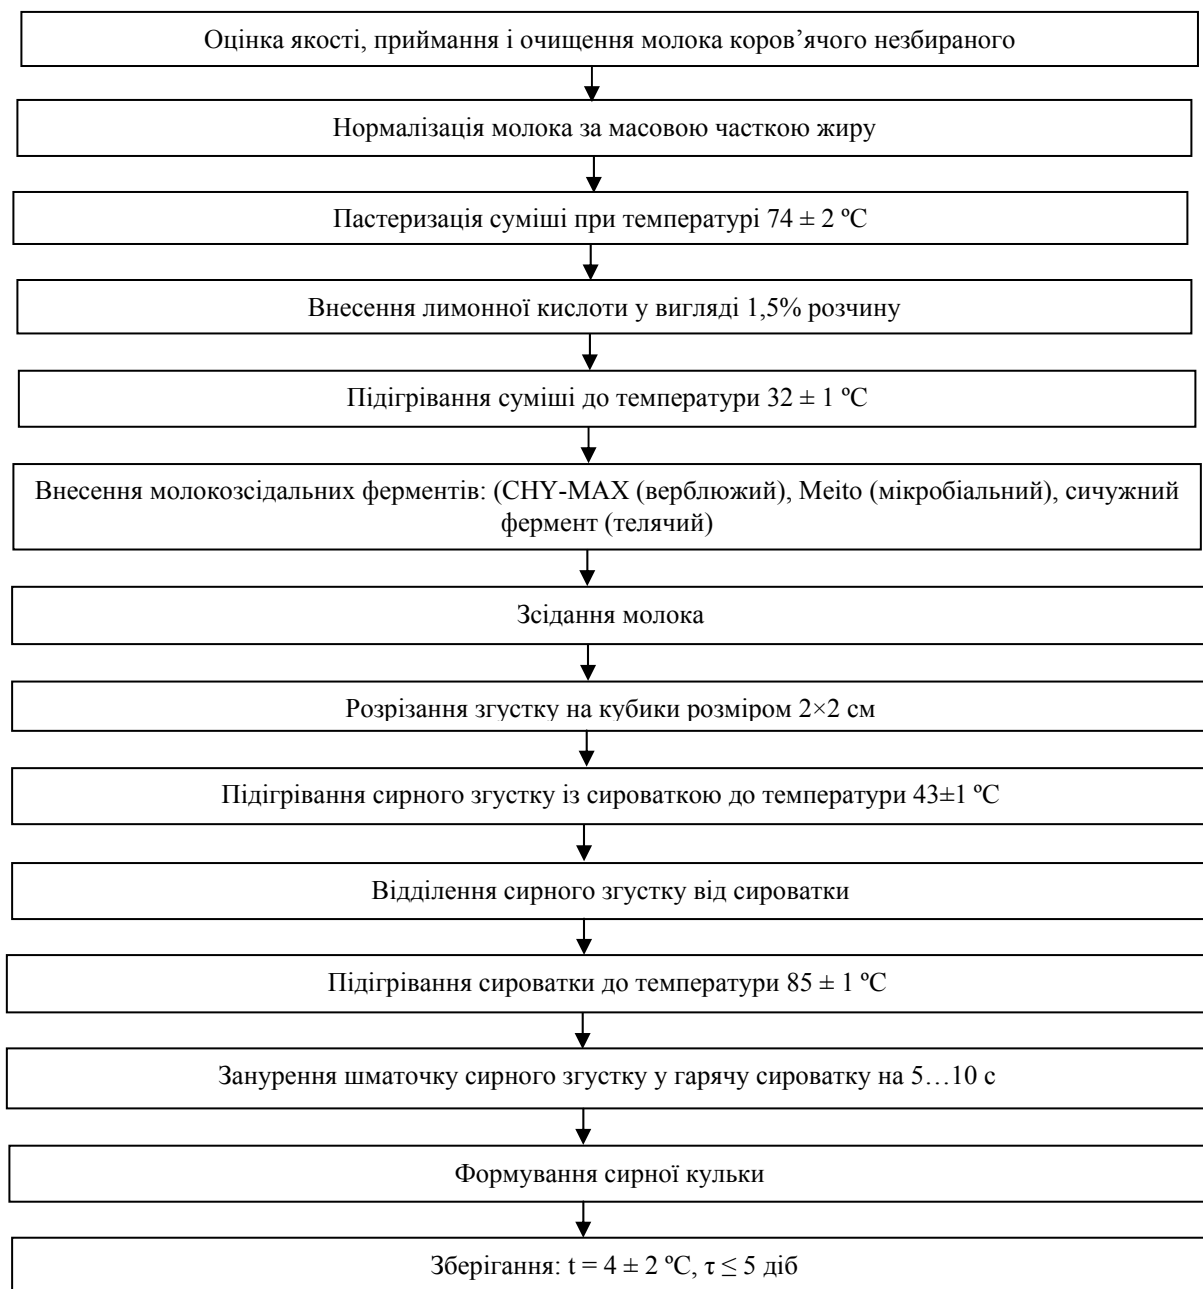 Оцінка якості, приймання і очищення молока коров’ячого незбираного
Нормалізація молока за масовою часткою жиру
Пастеризація суміші при температурі 74 ± 2 ºС
Внесення лимонної кислоти у вигляді 1,5% розчину
Підігрівання суміші до температури 32 ± 1 ºС
Внесення молокозсідальних ферментів: (CHY-MAX (верблюжий), Meito (мікробіальний), сичужний
фермент (телячий)
Зсідання молока
Розрізання згустку на кубики розміром 2×2 см
Підігрівання сирного згустку із сироваткою до температури 43±1 ºС
Відділення сирного згустку від сироватки
Підігрівання сироватки до температури 85 ± 1 ºС
Занурення шматочку сирного згустку у гарячу сироватку на 5…10 с
Формування сирної кульки
Зберігання: t = 4 ± 2 ºС, τ ≤ 5 діб